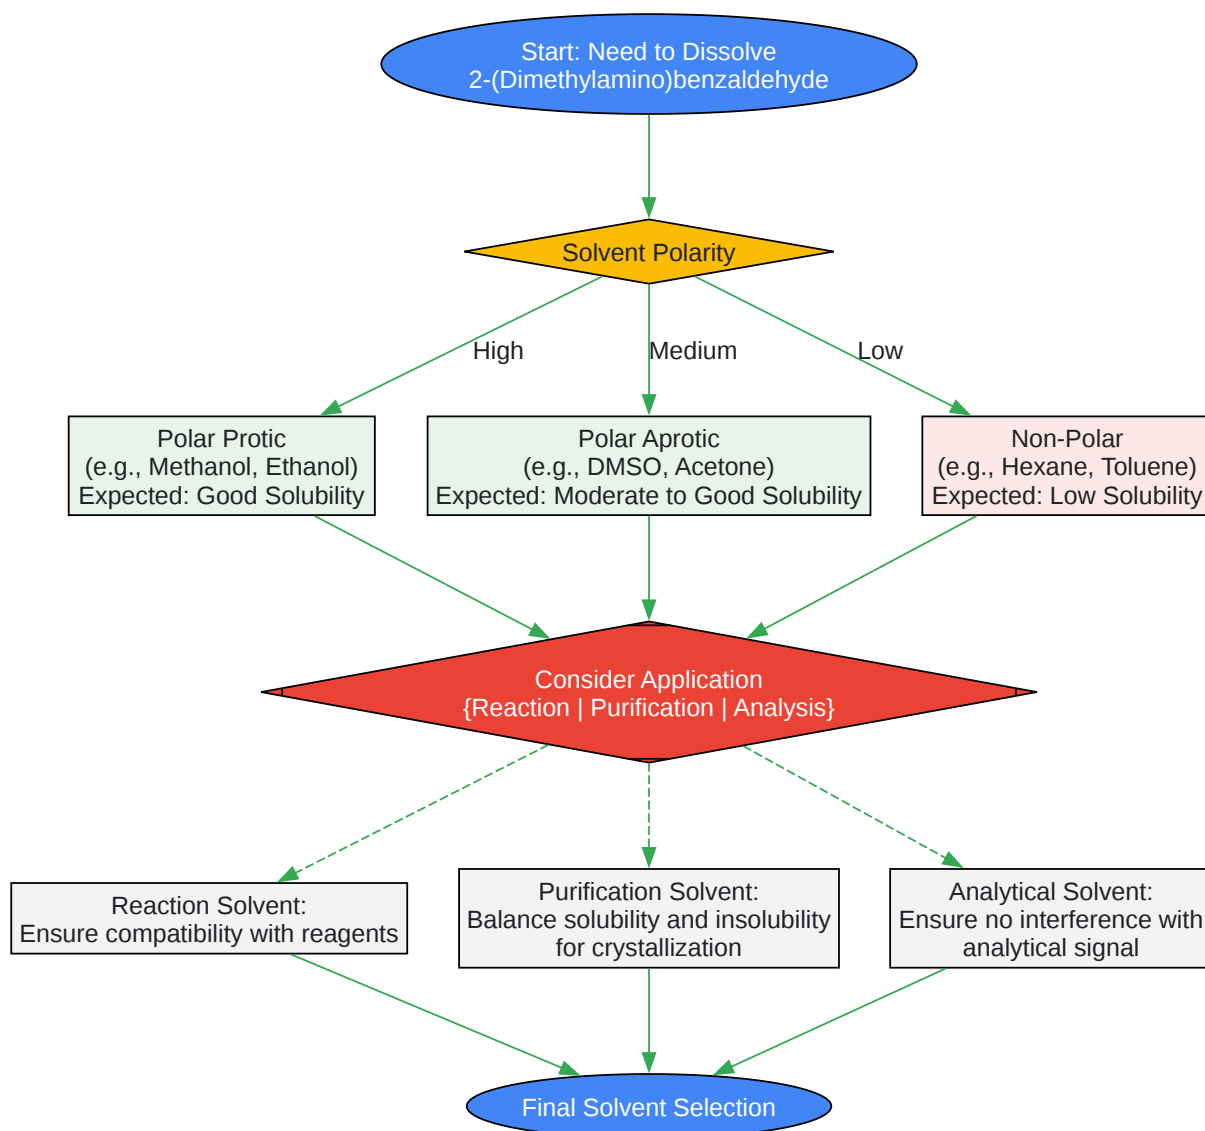 Start: Need to Dissolve
2-(Dimethylamino)benzaldehyde
Solvent Polarity
High
Medium
Low
Polar Protic
(e.g., Methanol, Ethanol)
Expected: Good Solubility
Polar Aprotic
(e.g., DMSO, Acetone)
Expected: Moderate to Good Solubility
Non-Polar
(e.g., Hexane, Toluene)
Expected: Low Solubility
Consider Application
{Reaction | Purification | Analysis}
Reaction Solvent:
Ensure compatibility with reagents
Purification Solvent:
Balance solubility and insolubility
for crystallization
Analytical Solvent:
Ensure no interference with
analytical signal
Final Solvent Selection